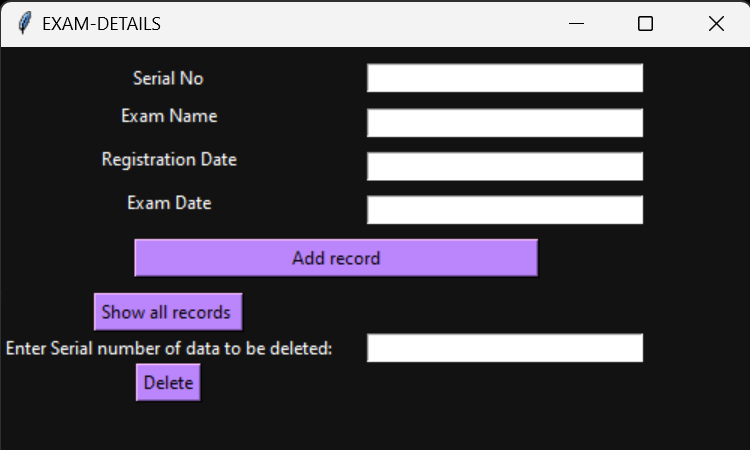 EXAM-DETAILS
Serial No
Exam Name
Registration Date
Exam Date
Add record
Show all records
Enter Serial number of data to be deleted:
Delete